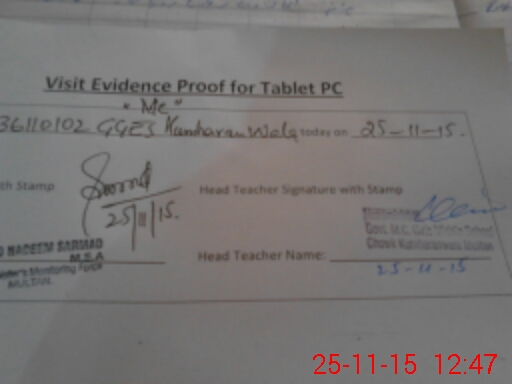 Visit Evidence Proof for Tablet PC
"Me"
36110102 GGES Kumharan Wala today on 25-11-15.
th Stamp
25/11/15.
Head Teacher Signature with Stamp
NADEEM SARMAD
M.E.A
Monitoring Force
MULTAN
Head Teacher Name:
25-11-15
25-11-15 12:47